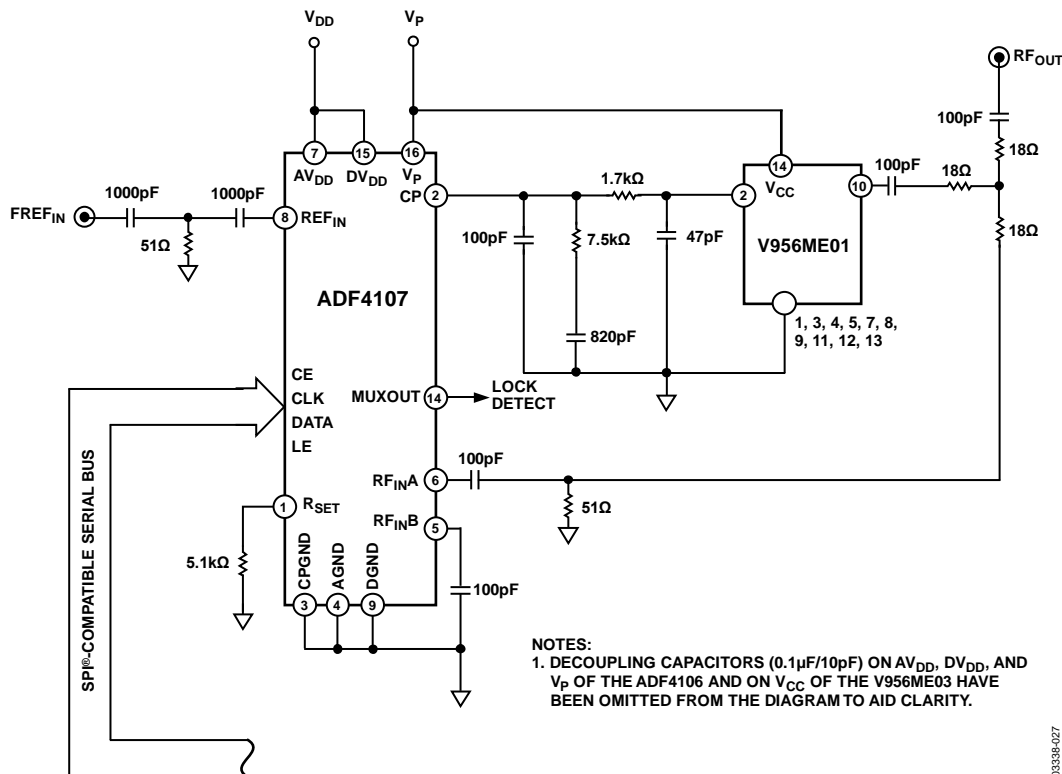 VDD
VP
RFOUT
100pF
18Ω
7
15
16
14
AVDD
DVDD
VP
VCC
1000pF
1000pF
CP
2
1.7kΩ
2
10
100pF
18Ω
18Ω
FREFIN
8
REFIN
51Ω
100pF
7.5kΩ
47pF
V956ME01
ADF4107
820pF
1, 3, 4, 5, 7, 8,
9, 11, 12, 13
CE
CLK
DATA
LE
MUXOUT
14
LOCK
DETECT
100pF
RFINA
6
51Ω
SPI®-COMPATIBLE SERIAL BUS
1
RSET
RFINB
5
5.1kΩ
CPGND
AGND
DGND
100pF
3
4
9
NOTES:
1. DECOUPLING CAPACITORS (0.1µF/10pF) ON AVDD, DVDD, AND
VP OF THE ADF4106 AND ON VCC OF THE V956ME03 HAVE
BEEN OMITTED FROM THE DIAGRAM TO AID CLARITY.
03338-027